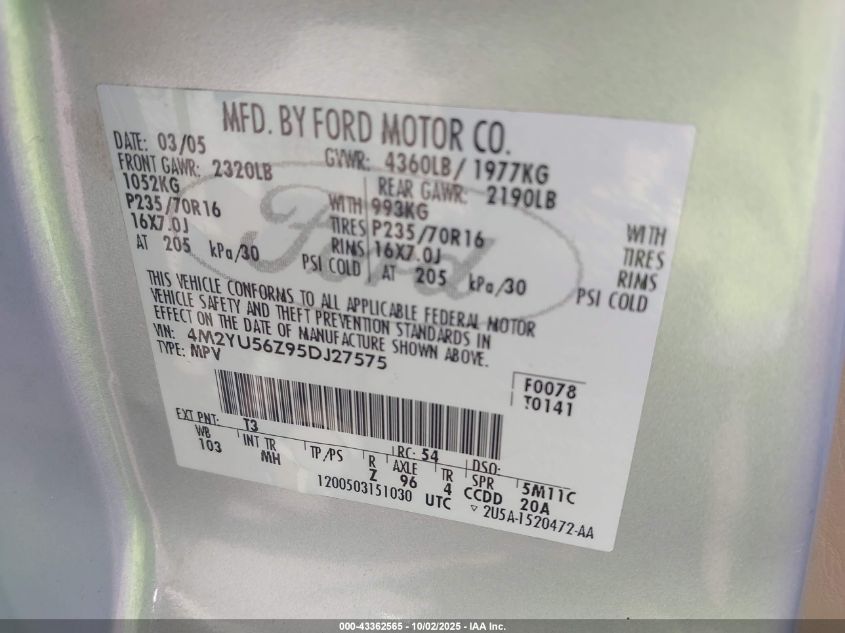 MFD. BY FORD MOTOR CO.
DATE: 03/05 GVWR: 4360LB/ 1977KG
FRONT GAWR: 2320LB REAR GAWR: 2190LB
1052KG WITH 993KG WITH
P235/70R16 TIRES P235/70R16 TIRES
16X7.0J RIMS 16X7.0J RIMS
AT 205 kPa/30 PSI COLD AT 205 kPa/30 PSI COLD
THIS VEHICLE CONFORMS TO ALL APPLICABLE FEDERAL MOTOR
VEHICLE SAFETY AND THEFT PREVENTION STANDARDS IN
EFFECT ON THE DATE OF MANUFACTURE SHOWN ABOVE.
VIN: 4M2YU56Z95DJ27575
TYPE: MPV
F0078
T0141
EXT PNT: T3 RC: 54 DSO:
WB INT TR TP/PS R AXLE TR SPR 5M11C
103 MH Z 96 4 CCDD 20A
1200503151030 UTC ▽ 2U5A-1520472-AA
Ford
000-43362565 - 10/02/2025 - IAA Inc.